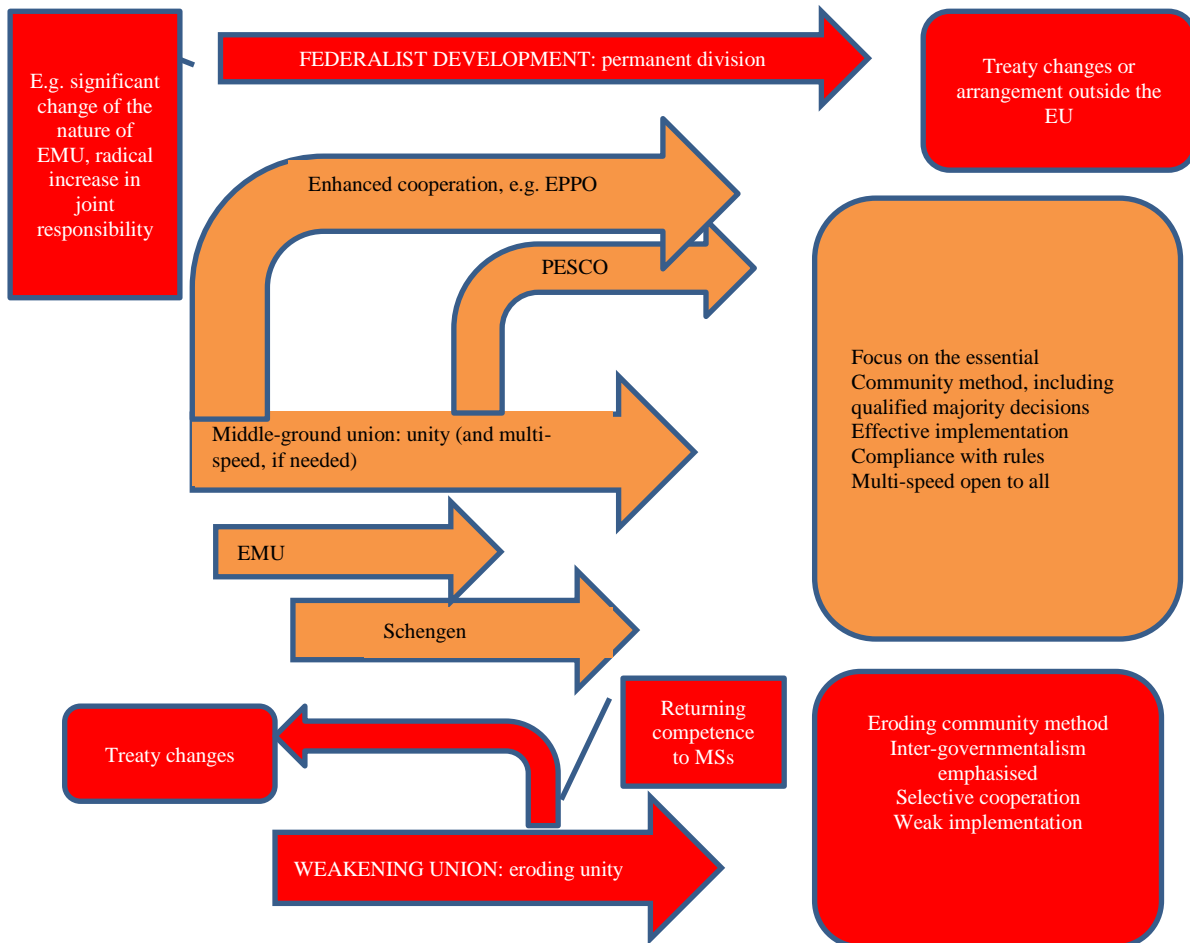 E.g. significant
change of the
nature of
EMU, radical
increase in
joint
responsibility
FEDERALIST DEVELOPMENT: permanent division
Treaty changes or
arrangement outside the
EU
Enhanced cooperation, e.g. EPPO
PESCO
Middle-ground union: unity (and multi-
speed, if needed)
Focus on the essential
Community method, including
qualified majority decisions
Effective implementation
Compliance with rules
Multi-speed open to all
EMU
Schengen
Returning
competence
to MSs
Treaty changes
Eroding community method
Inter-governmentalism
emphasised
Selective cooperation
Weak implementation
WEAKENING UNION: eroding unity